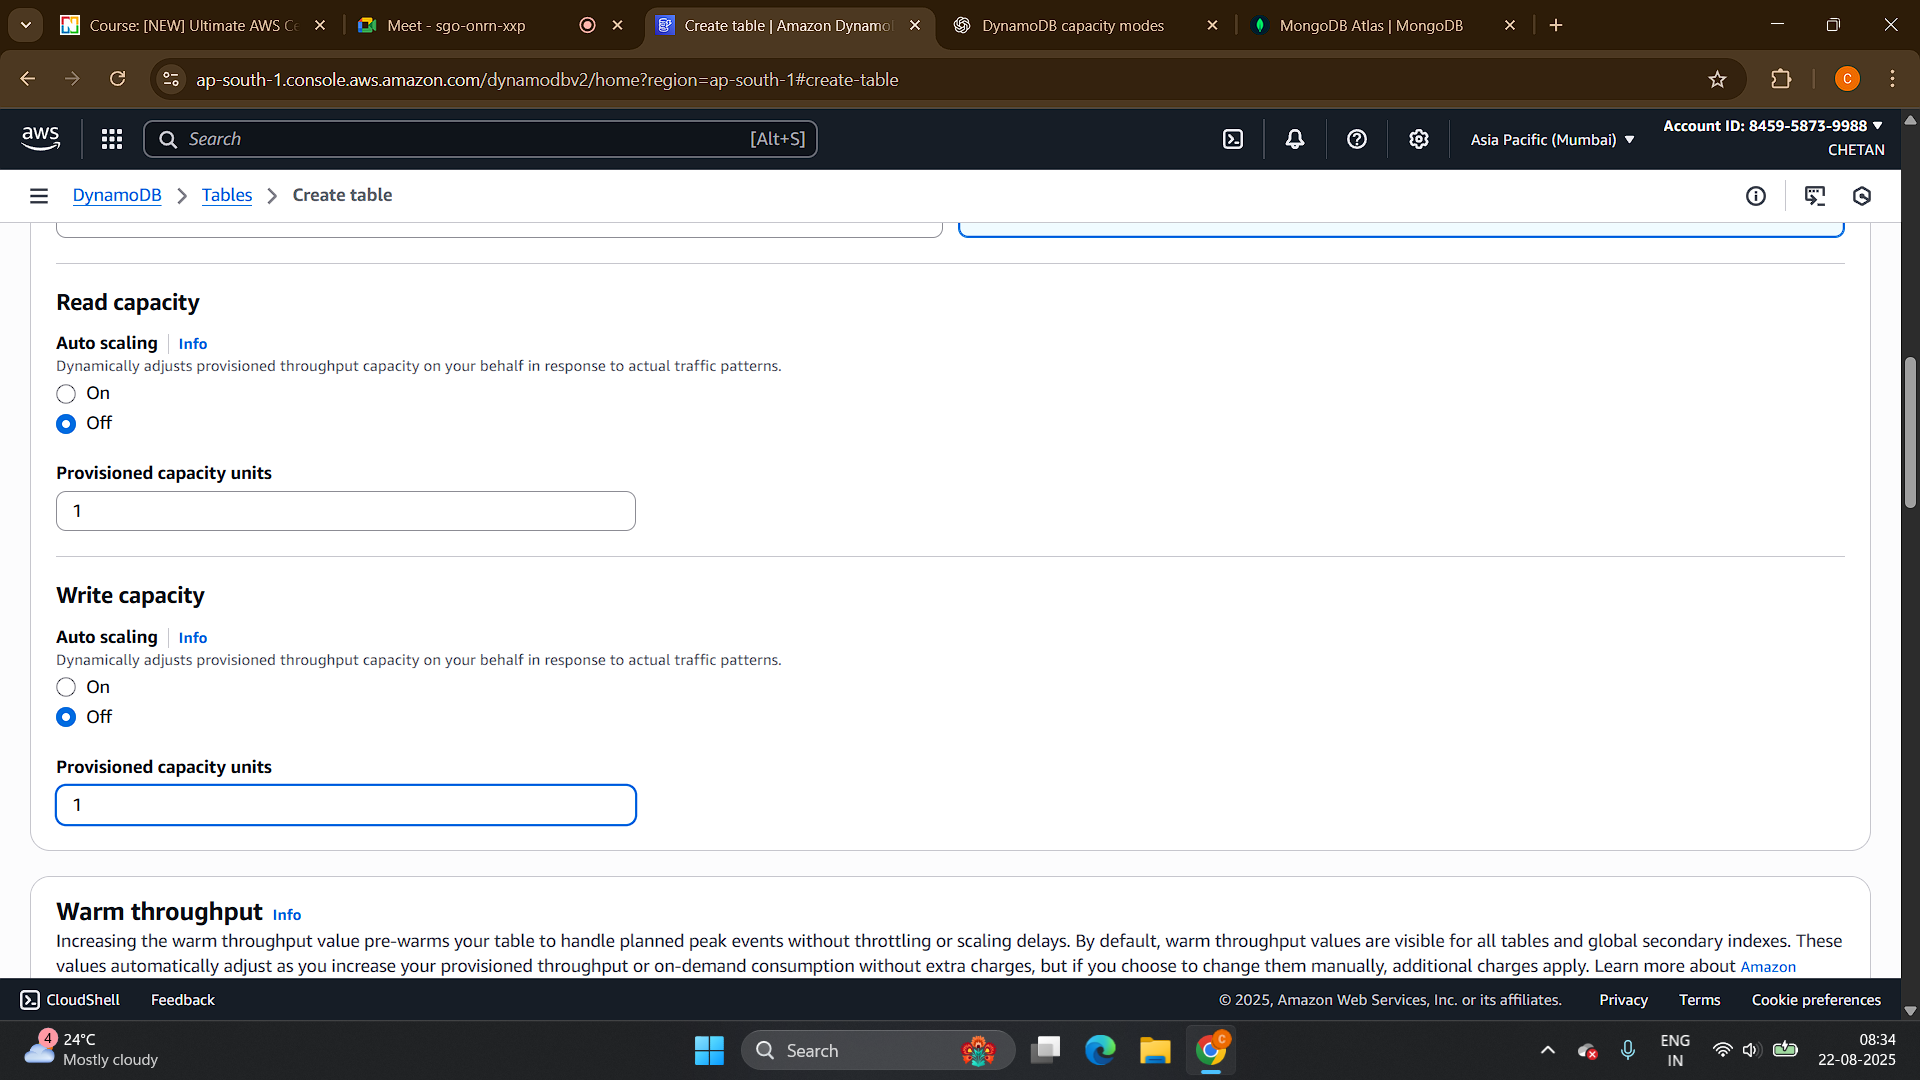 Course: [NEW] Ultimate AWS Ce
Meet - sgo-onrn-xxp
Create table | Amazon Dynamo
DynamoDB capacity modes
MongoDB Atlas | MongoDB
ap-south-1.console.aws.amazon.com/dynamodbv2/home?region=ap-south-1#create-table
C
aws
Search
[Alt+S]
Asia Pacific (Mumbai)
Account ID: 8459-5873-9988
CHETAN
DynamoDB
Tables
Create table
Read capacity
Auto scaling
Info
Dynamically adjusts provisioned throughput capacity on your behalf in response to actual traffic patterns.
On
Off
Provisioned capacity units
1
Write capacity
Auto scaling
Info
Dynamically adjusts provisioned throughput capacity on your behalf in response to actual traffic patterns.
On
Off
Provisioned capacity units
1
Warm throughput Info
Increasing the warm throughput value pre-warms your table to handle planned peak events without throttling or scaling delays. By default, warm throughput values are visible for all tables and global secondary indexes. These
values automatically adjust as you increase your provisioned throughput or on-demand consumption without extra charges, but if you choose to change them manually, additional charges apply. Learn more about Amazon
CloudShell
Feedback
© 2025, Amazon Web Services, Inc. or its affiliates.
Privacy
Terms
Cookie preferences
4
24°C
Mostly cloudy
Search
C
ENG
IN
08:34
22-08-2025